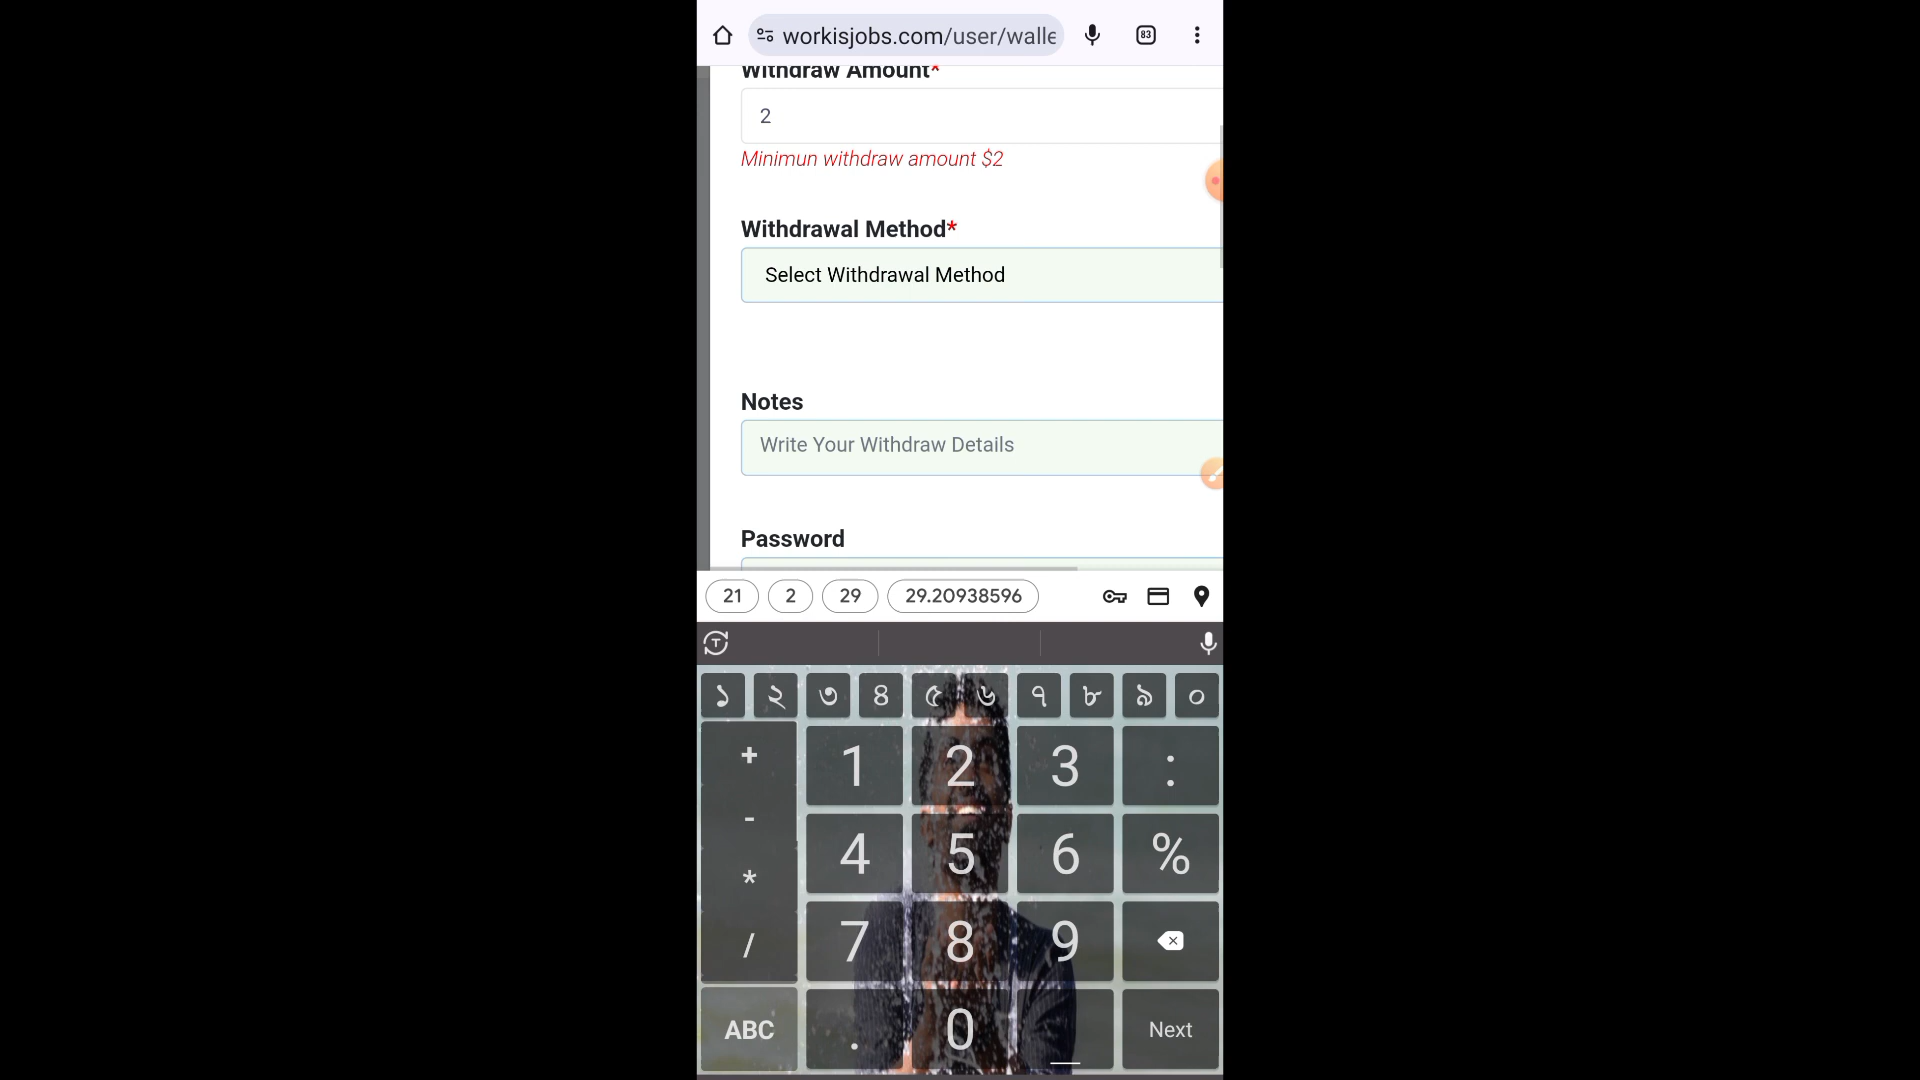 workisjobs.com/user/walle
83
Withdraw Amount*
2
Minimun withdraw amount $2
Withdrawal Method*
Select Withdrawal Method
Notes
Write Your Withdraw Details
Password
21 2 29 29.20938596
T
১ ২ ৩ 8 ৫ ৬ ৭ ৮ ৯ ০
+ 1 2 3 :
- 4 5 6 %
*
/ 7 8 9
ABC . 0 Next